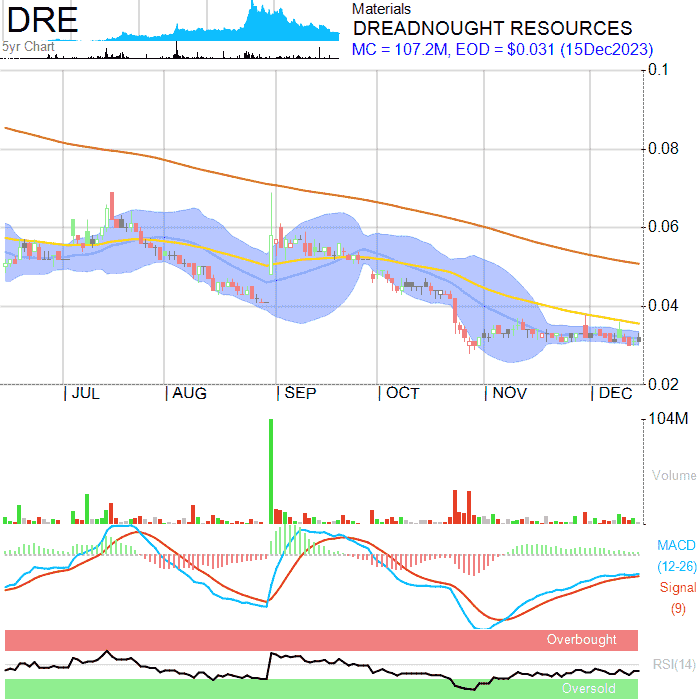 DRE
5yr Chart
Materials
DREADNOUGHT RESOURCES
MC = 107.2M, EOD = $0.031 (15Dec2023)
0.1
0.08
0.06
0.04
0.02
JUL AUG SEP OCT NOV DEC
104M
Volume
MACD
(12-26)
Signal
(9)
Overbought
RSI(14)
Oversold